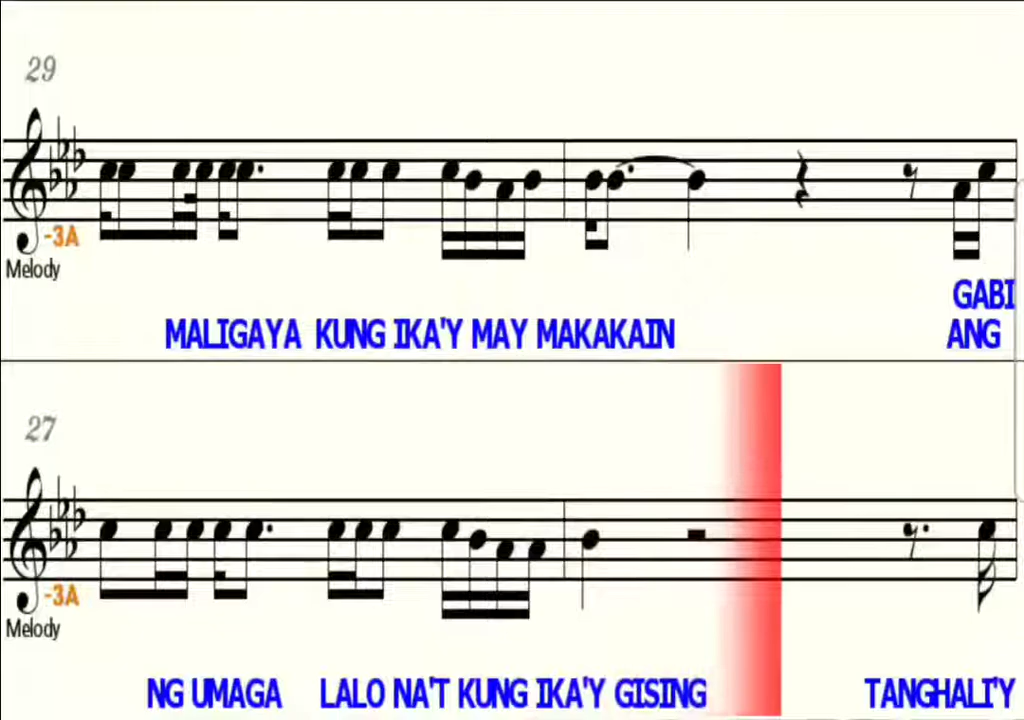 29
-3A
Melody
GABI
MALIGAYA KUNG IKA'Y MAY MAKAKAIN ANG
27
-3A
Melody
NG UMAGA LALO NA'T KUNG IKA'Y GISING TANGHALI'Y